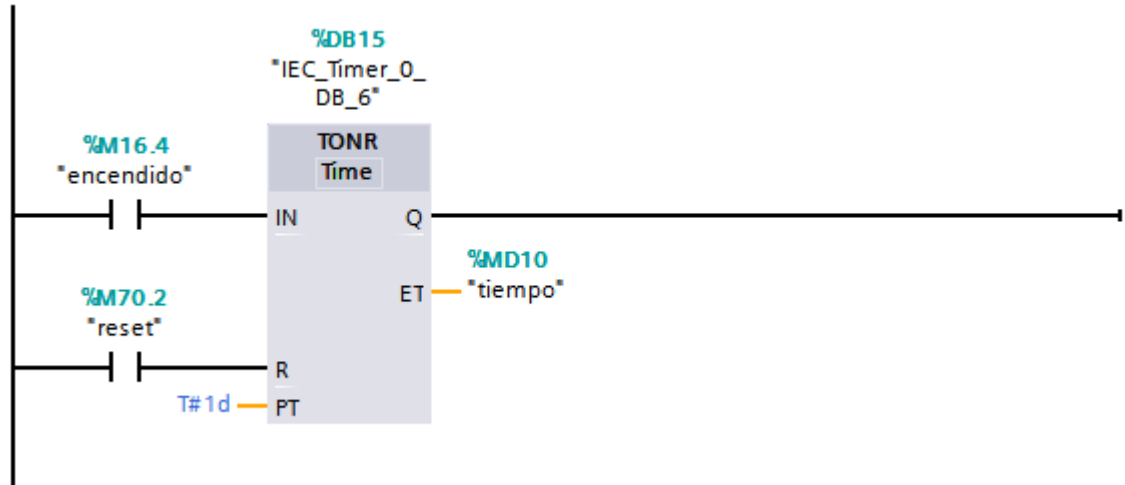 %DB15
"IEC_Timer_0_
DB_6"
%M16.4
"encendido"
TONR
Time
IN
Q
%MD10
"tiempo"
ET
%M70.2
"reset"
R
T#1d
PT